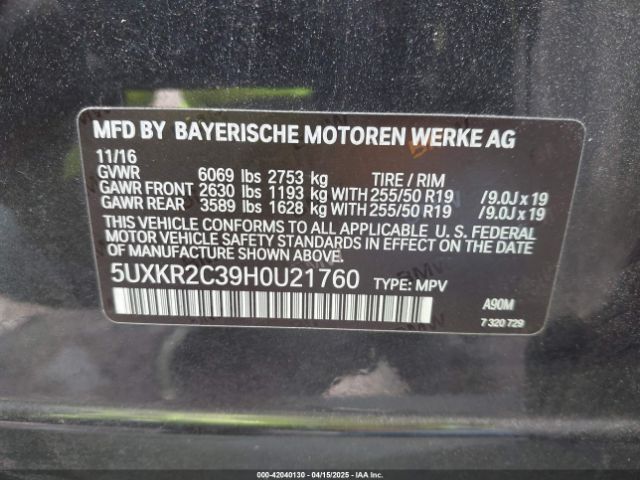 MFD BY BAYERISCHE MOTOREN WERKE AG
11/16
GVWR 6069 lbs 2753 kg TIRE / RIM
GAWR FRONT 2630 lbs 1193 kg WITH 255/50 R19 /9.0J x 19
GAWR REAR 3589 lbs 1628 kg WITH 255/50 R19 /9.0J x 19
THIS VEHICLE CONFORMS TO ALL APPLICABLE U. S. FEDERAL
MOTOR VEHICLE SAFETY STANDARDS IN EFFECT ON THE DATE
OF MANUFACTURE SHOWN ABOVE.
5UXKR2C39H0U21760 TYPE: MPV
A90M
7 320 729
000-42040130 - 04/15/2025 - COPYRIGHT IAA, LLC.